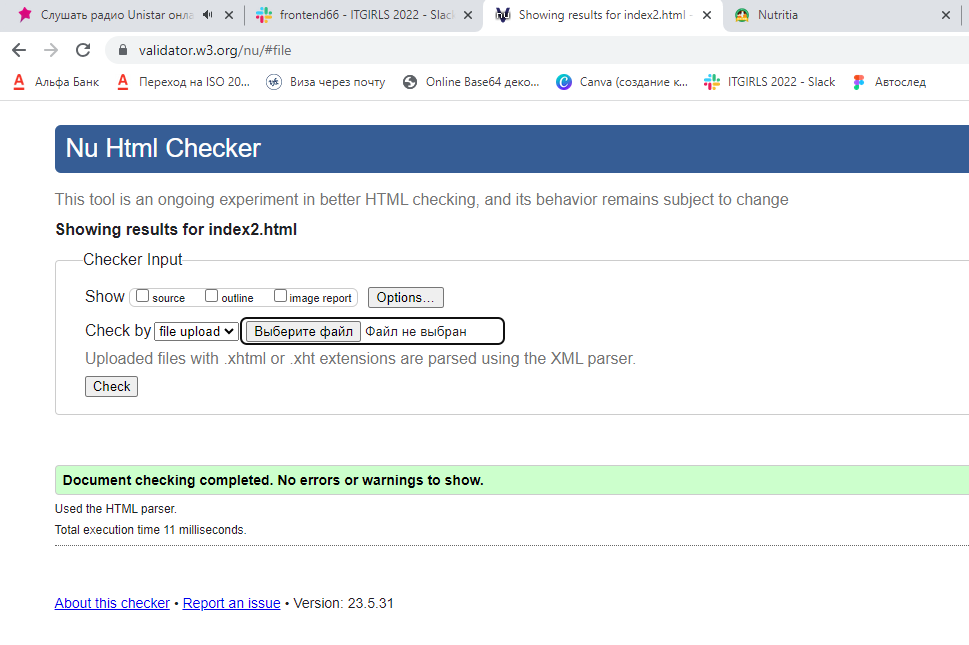 Слушать радио Unistar онла
frontend66 - ITGIRLS 2022 - Slac
Showing results for index2.html -
Nutritia
validator.w3.org/nu/#file
Альфа Банк
Переход на ISO 20...
Виза через почту
Online Base64 деко...
Canva (создание к...
ITGIRLS 2022 - Slack
Автослед
Nu Html Checker
This tool is an ongoing experiment in better HTML checking, and its behavior remains subject to change
Showing results for index2.html
Checker Input
Show source outline image report Options...
Check by file upload Выберите файл Файл не выбран
Uploaded files with .xhtml or .xht extensions are parsed using the XML parser.
Check
Document checking completed. No errors or warnings to show.
Used the HTML parser.
Total execution time 11 milliseconds.
About this checker • Report an issue • Version: 23.5.31